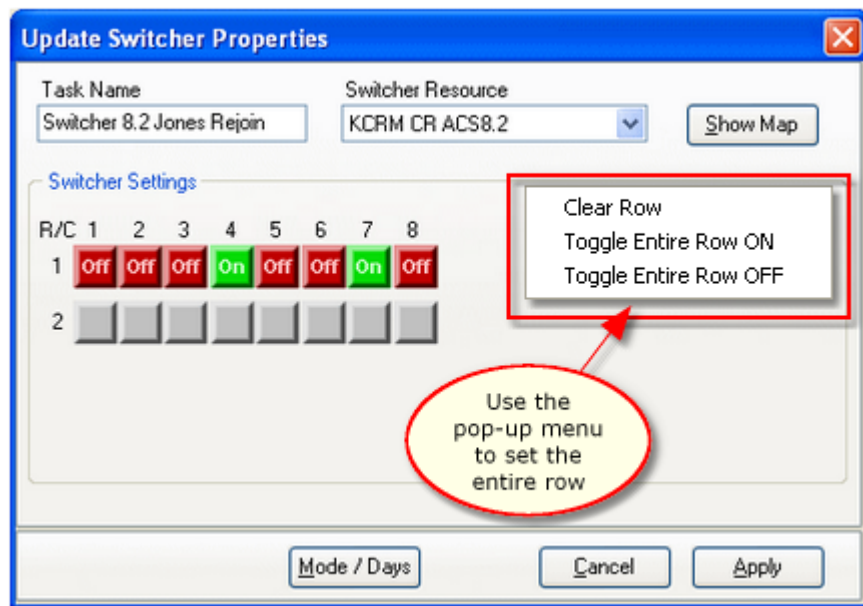 Update Switcher Properties
Task Name
Switcher Resource
Switcher 8.2 Jones Rejoin
KCRM CR ACS8.2
Show Map
Switcher Settings
R/C 1 2 3 4 5 6 7 8
1 Off Off Off On Off Off On Off
2
Clear Row
Toggle Entire Row ON
Toggle Entire Row OFF
Use the
pop-up menu
to set the
entire row
Mode / Days
Cancel
Apply